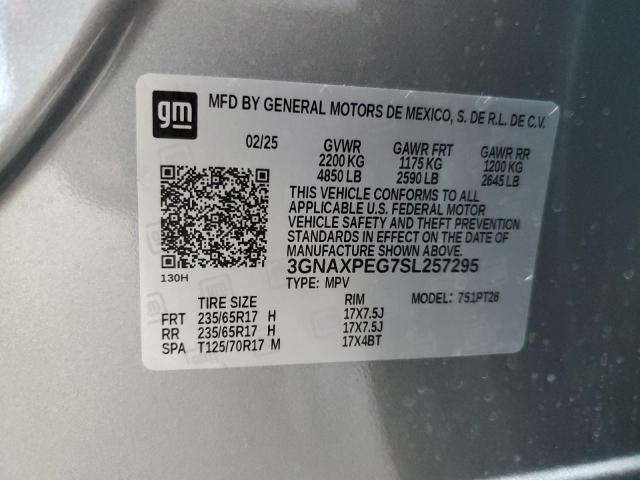 gm
MFD BY GENERAL MOTORS DE MEXICO, S. DE R.L. DE C.V.
02/25 GVWR GAWR FRT GAWR RR
2200 KG 1175 KG 1200 KG
4850 LB 2590 LB 2645 LB
THIS VEHICLE CONFORMS TO ALL
APPLICABLE U.S. FEDERAL MOTOR
VEHICLE SAFETY AND THEFT PREVENTION
STANDARDS IN EFFECT ON THE DATE OF
MANUFACTURE SHOWN ABOVE.
3GNAXPEG7SL257295
130H
TYPE: MPV MODEL: 751PT26
TIRE SIZE RIM
FRT 235/65R17 H 17X7.5J
RR 235/65R17 H 17X7.5J
SPA T125/70R17 M 17X4BT